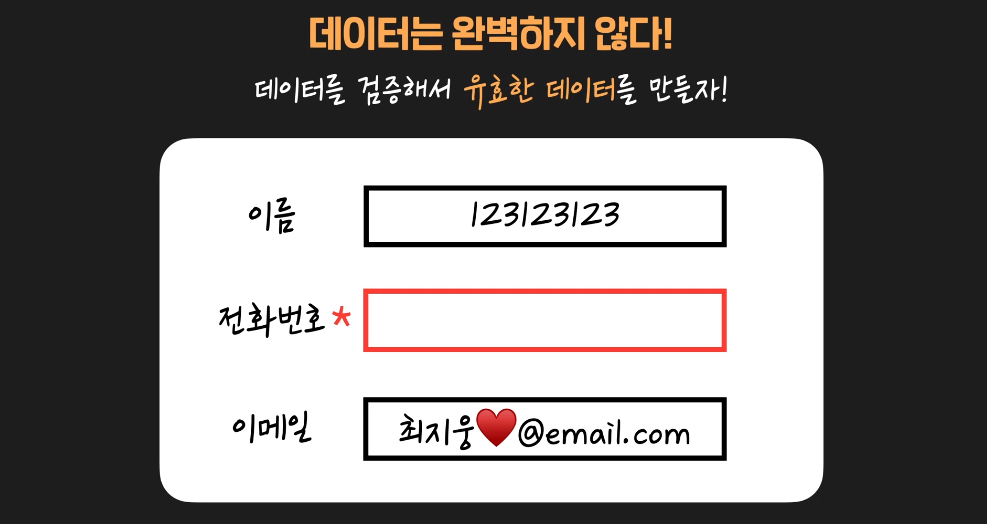 데이터는 완벽하지 않다!
데이터를 검증해서 유효한 데이터를 만들자!
이름 123123123
전화번호*
이메일 최지웅♥️@email.com